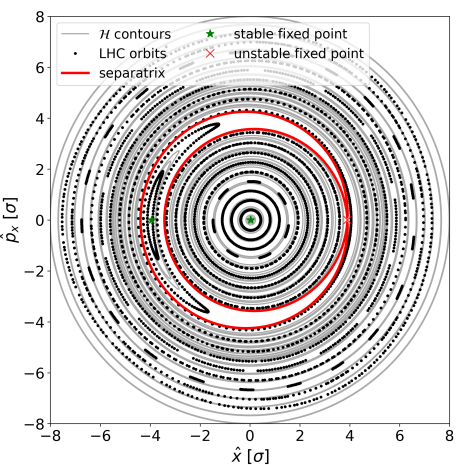 8
6
4
2
0
−2
−4
−6
−8
p̂ₓ [σ]
ℋ contours
LHC orbits
separatrix
stable fixed point
unstable fixed point
−8 −6 −4 −2 0 2 4 6 8
x̂ [σ]